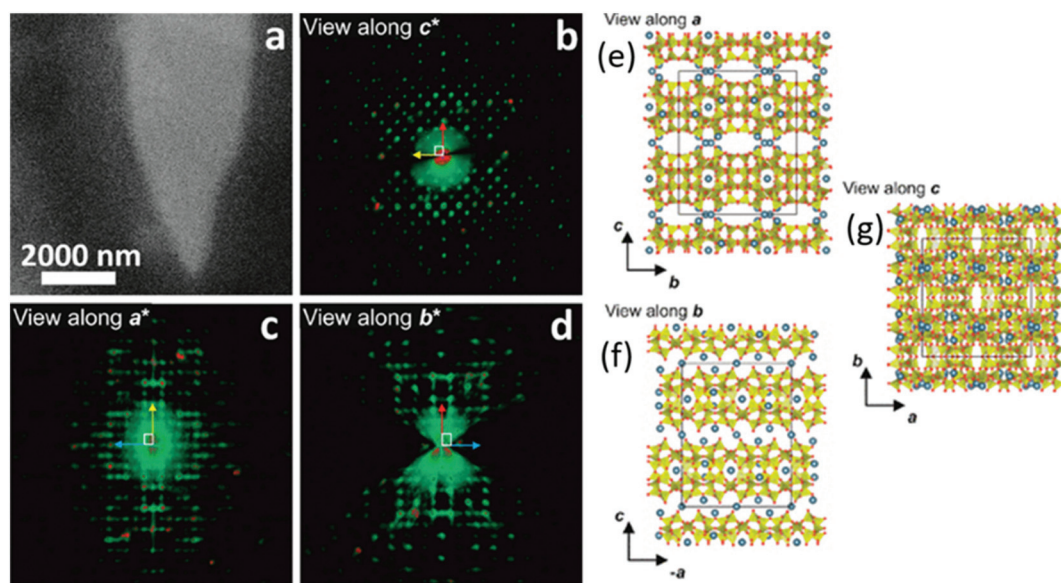 a
2000 nm
View along c*
b
View along a*
c
View along b*
d
View along a
(e)
c
b
View along b
(f)
c
-a
View along c
(g)
b
a